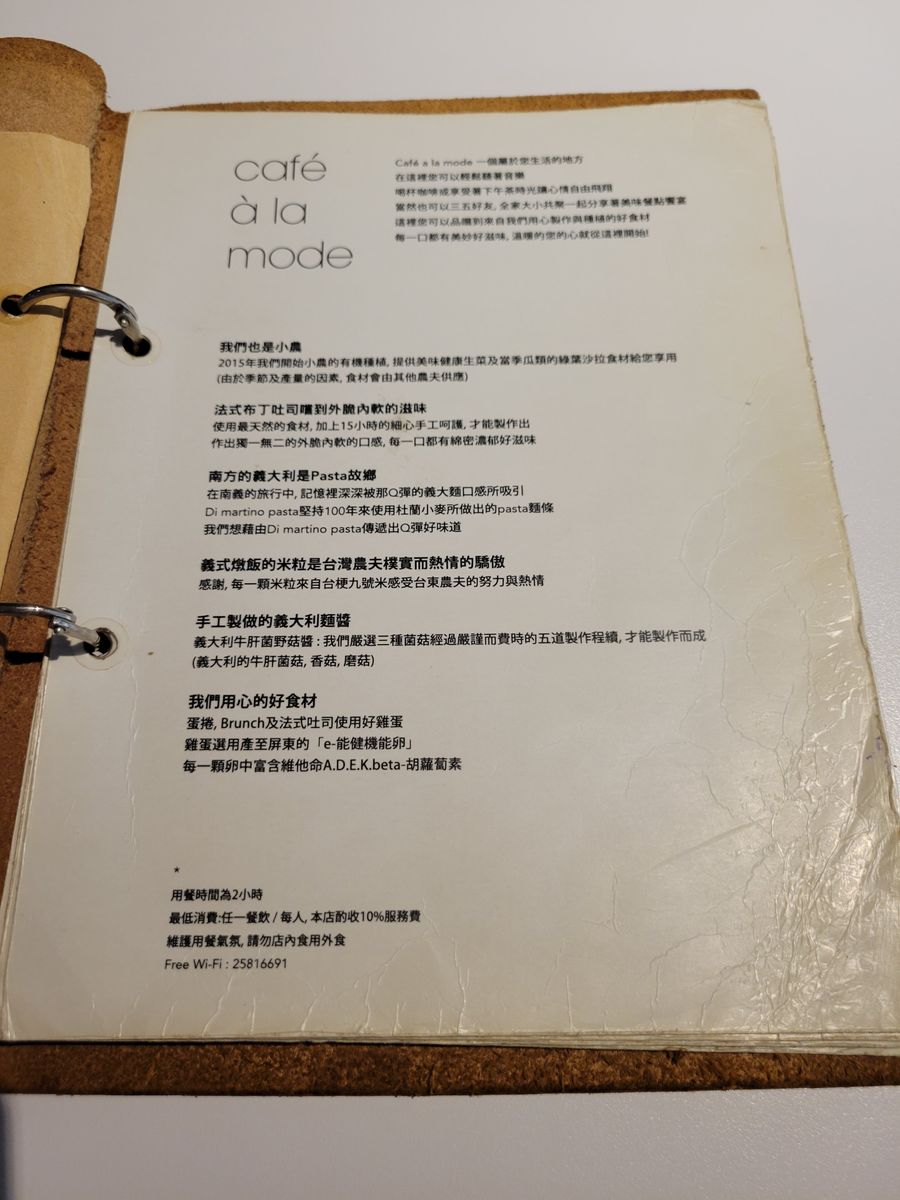 café
à la
mode
Café a la mode 一個屬於您生活的地方
在這裡您可以輕鬆聽著音樂
喝杯咖啡或享受著下午茶時光讓心情自由飛翔
當然也可以三五好友, 全家大小共聚一起分享著美味餐點饗宴
這裡您可以品嚐到來自我們用心製作與種植的好食材
每一口都有美妙好滋味, 溫暖的您的心就從這裡開始!
我們也是小農
2015年我們開始小農的有機種植, 提供美味健康生菜及當季瓜類的綠葉沙拉食材給您享用
(由於季節及產量的因素, 食材會由其他農夫供應)
法式布丁吐司嚐到外脆內軟的滋味
使用最天然的食材, 加上15小時的細心手工呵護, 才能製作出
作出獨一無二的外脆內軟的口感, 每一口都有綿密濃郁好滋味
南方的義大利是Pasta故鄉
在南義的旅行中, 記憶裡深深被那Q彈的義大麵口感所吸引
Di martino pasta堅持100年來使用杜蘭小麥所做出的pasta麵條
我們想藉由Di martino pasta傳遞出Q彈好味道
義式燉飯的米粒是台灣農夫樸實而熱情的驕傲
感謝, 每一顆米粒來自台梗九號米感受台東農夫的努力與熱情
手工製做的義大利麵醬
義大利牛肝菌野菇醬 : 我們嚴選三種菌菇經過嚴謹而費時的五道製作程續, 才能製作而成
(義大利的牛肝菌菇, 香菇, 磨菇)
我們用心的好食材
蛋捲, Brunch及法式吐司使用好雞蛋
雞蛋選用產至屏東的「e-能健機能卵」
每一顆卵中富含維他命A.D.E.K.beta-胡蘿蔔素
*
用餐時間為2小時
最低消費:任一餐飲 / 每人, 本店酌收10%服務費
維護用餐氣氛, 請勿店內食用外食
Free Wi-Fi : 25816691